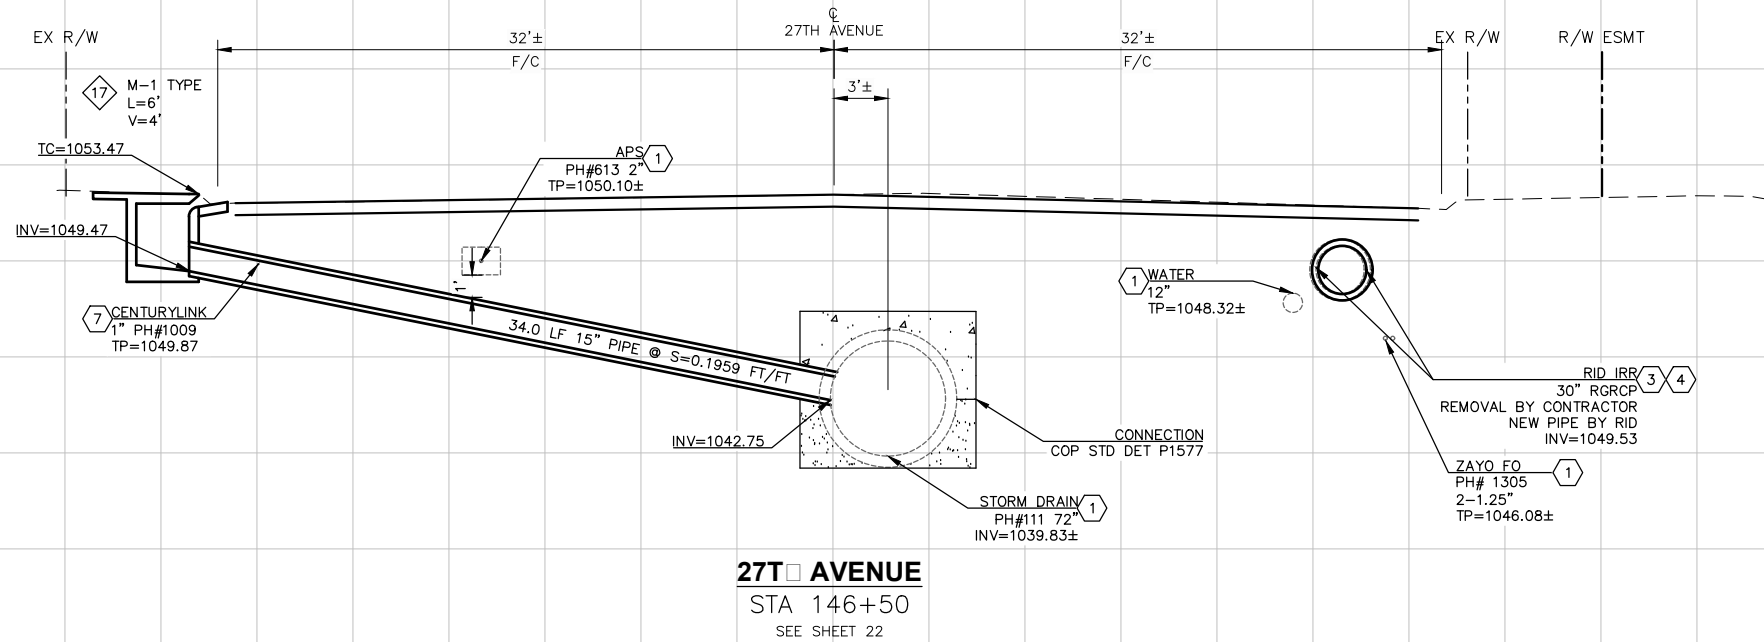 ℄
27TH AVENUE
EX R/W
32'±
F/C
32'±
F/C
EX R/W
R/W ESMT
3'±
17
M-1 TYPE
L=6'
V=4'
TC=1053.47
APS
1
PH#613 2"
TP=1050.10±
INV=1049.47
1'
7
CENTURYLINK
1" PH#1009
TP=1049.87
34.0 LF 15" PIPE @ S=0.1959 FT/FT
1
WATER
12"
TP=1048.32±
RID IRR
3
4
30" RGRCP
REMOVAL BY CONTRACTOR
NEW PIPE BY RID
INV=1049.53
INV=1042.75
CONNECTION
COP STD DET P1577
ZAYO FO
1
PH# 1305
2-1.25"
TP=1046.08±
STORM DRAIN
1
PH#111 72"
INV=1039.83±
27T□ AVENUE
STA 146+50
SEE SHEET 22